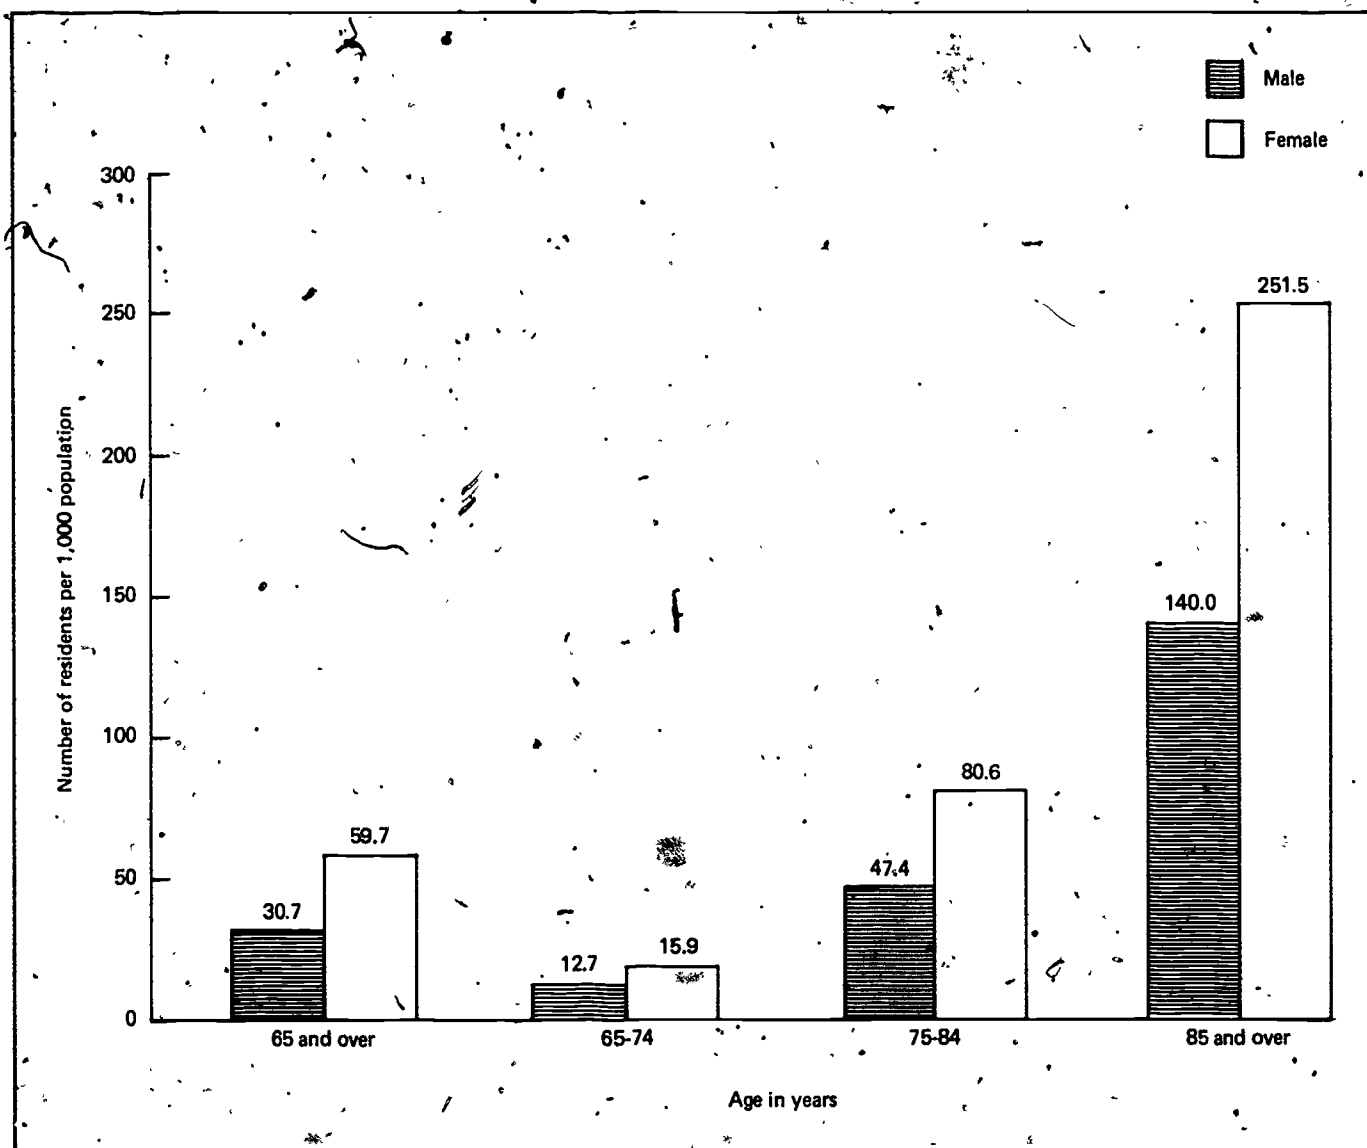 Male
Female
300
250
200
150
100
50
0
Number of residents per 1,000 population
30.7
59.7
12.7
15.9
47.4
80.6
140.0
251.5
65 and over
65-74
75-84
85 and over
Age in years